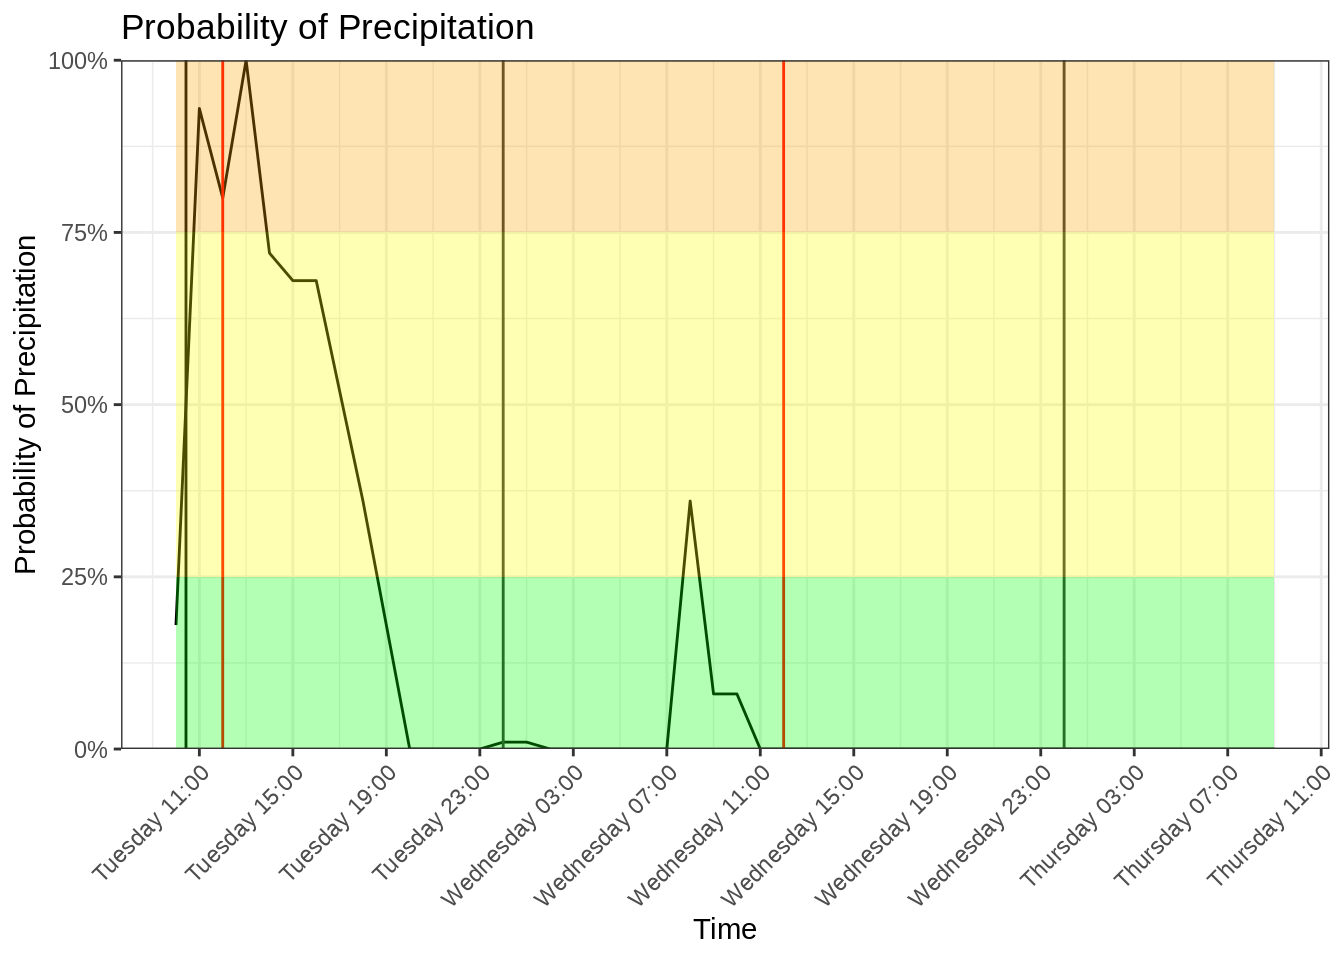 Probability of Precipitation
Probability of Precipitation
100%
75%
50%
25%
0%
Tuesday 11:00
Tuesday 15:00
Tuesday 19:00
Tuesday 23:00
Wednesday 03:00
Wednesday 07:00
Wednesday 11:00
Wednesday 15:00
Wednesday 19:00
Wednesday 23:00
Thursday 03:00
Thursday 07:00
Thursday 11:00
Time